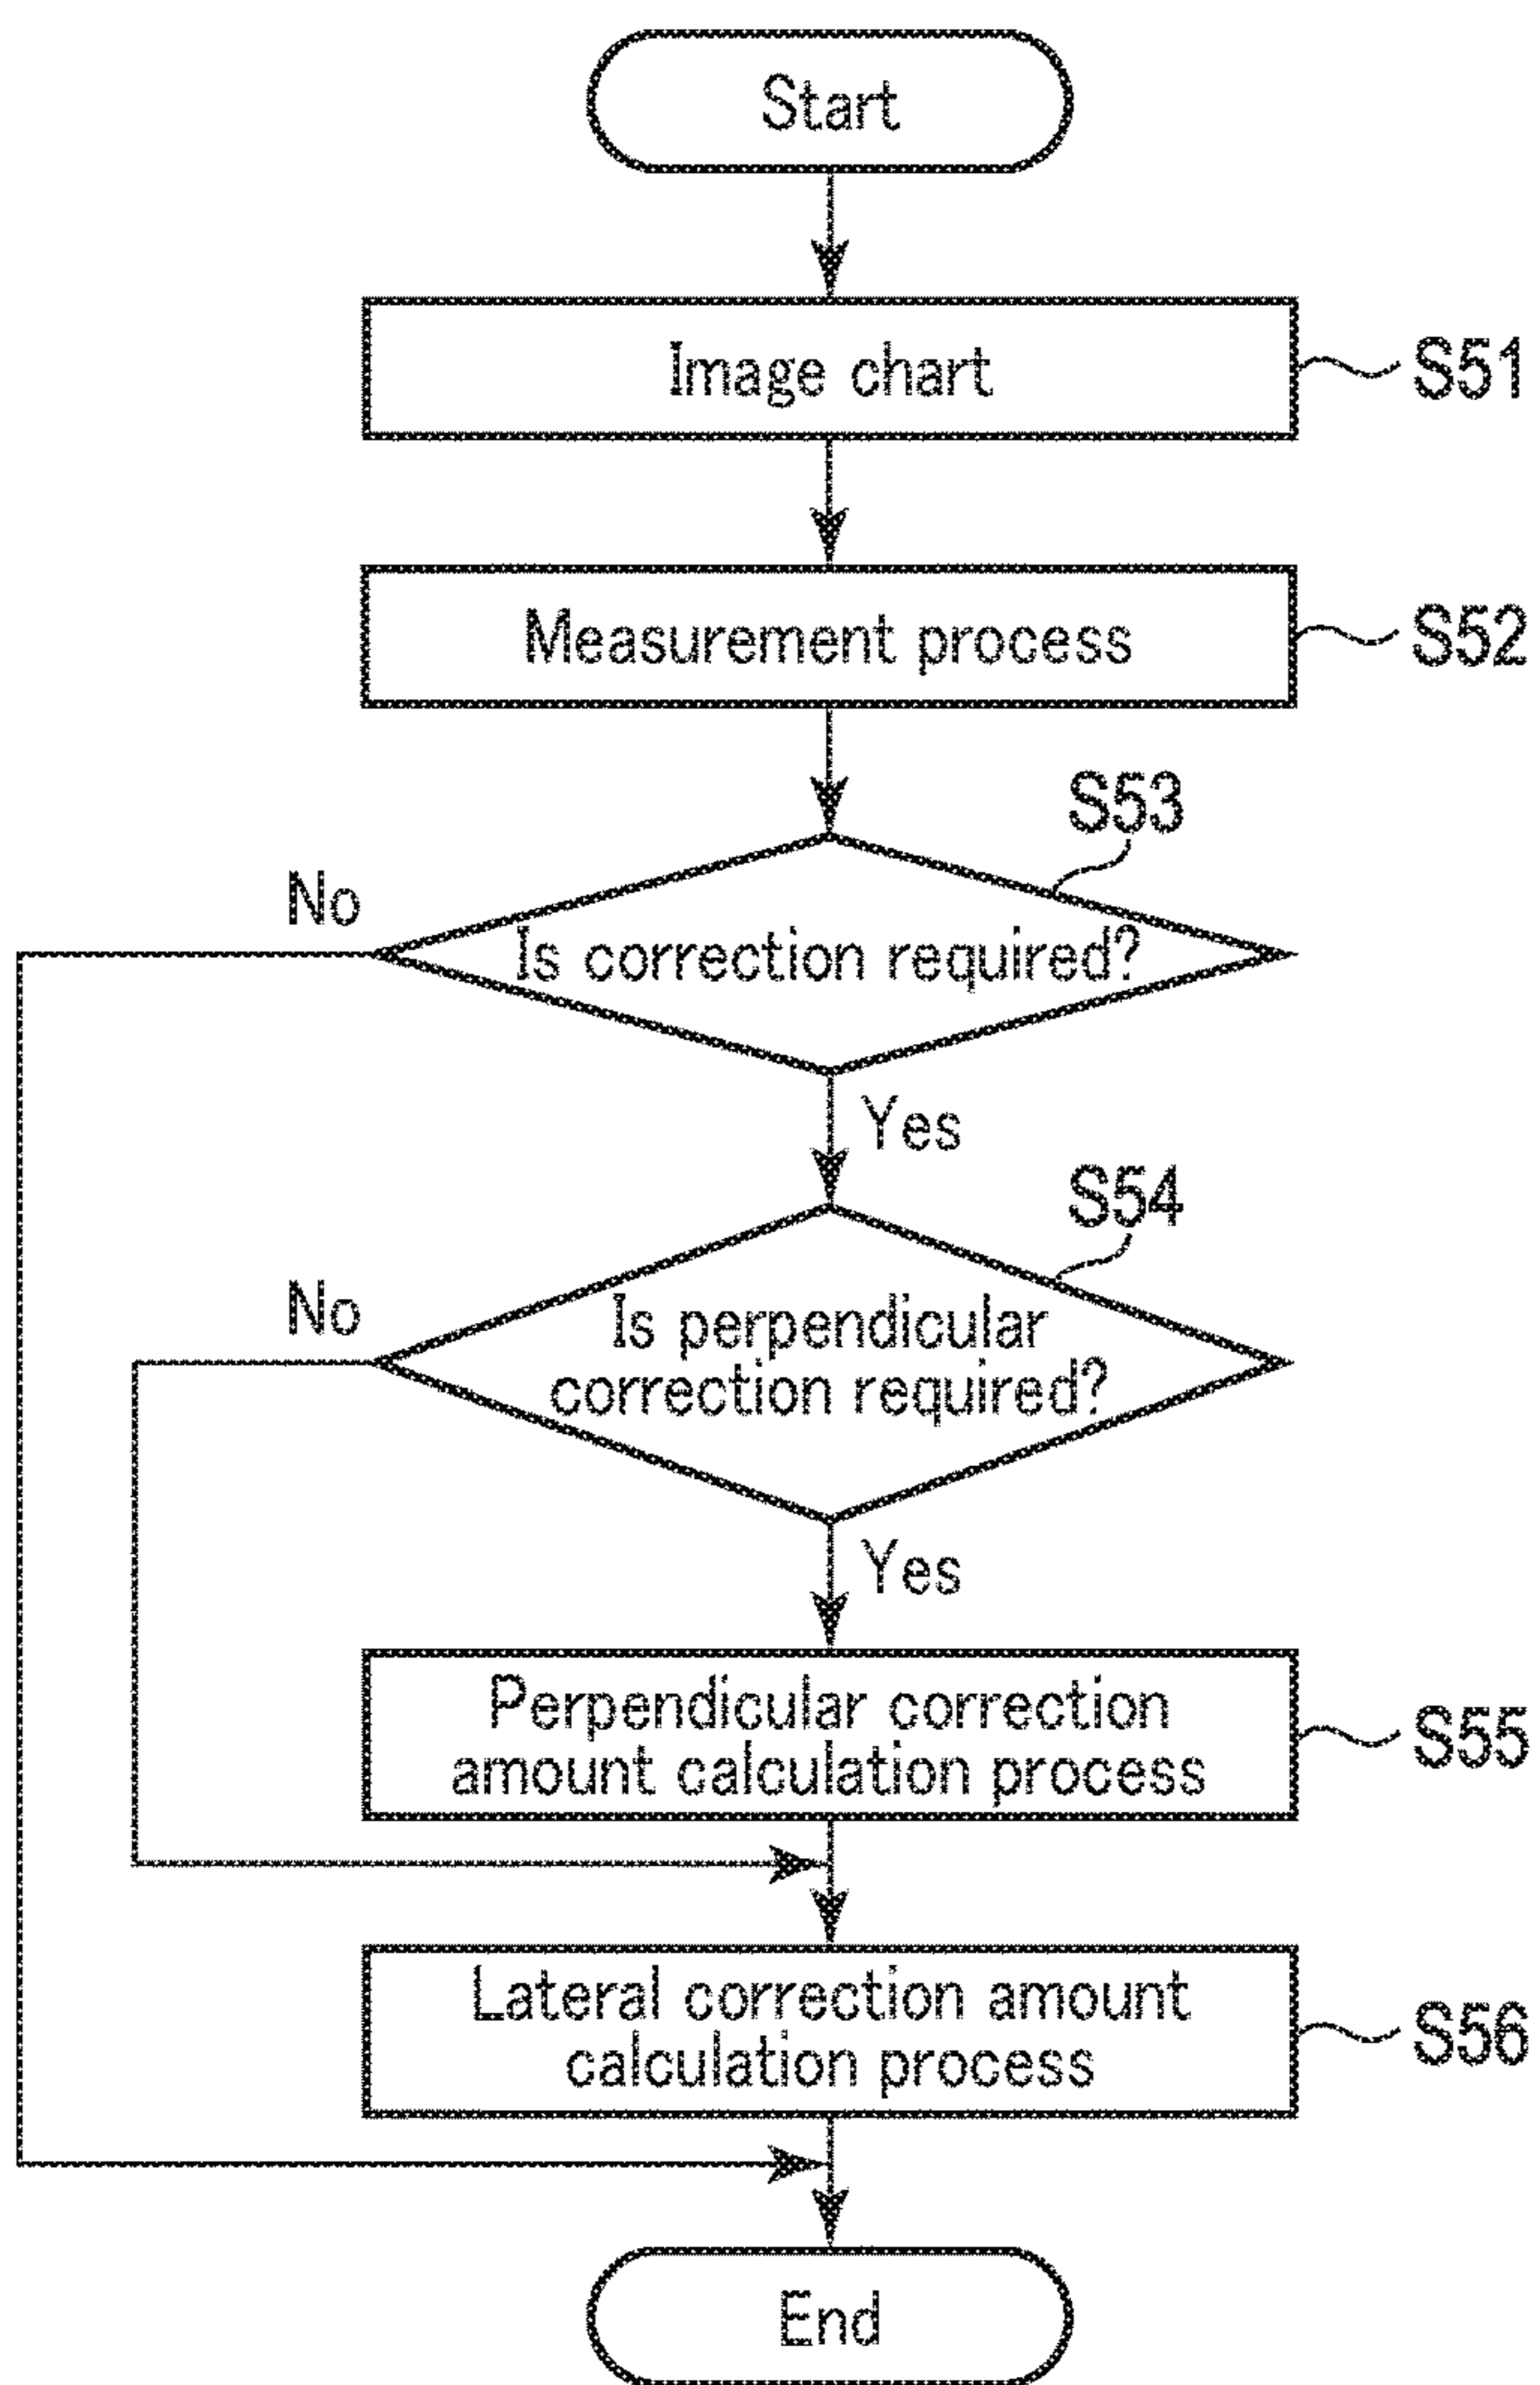 Start
Image chart
S51
Measurement process
S52
S53
No
Is correction required?
Yes
S54
No
Is perpendicular
correction required?
Yes
Perpendicular correction
amount calculation process
S55
Lateral correction amount
calculation process
S56
End